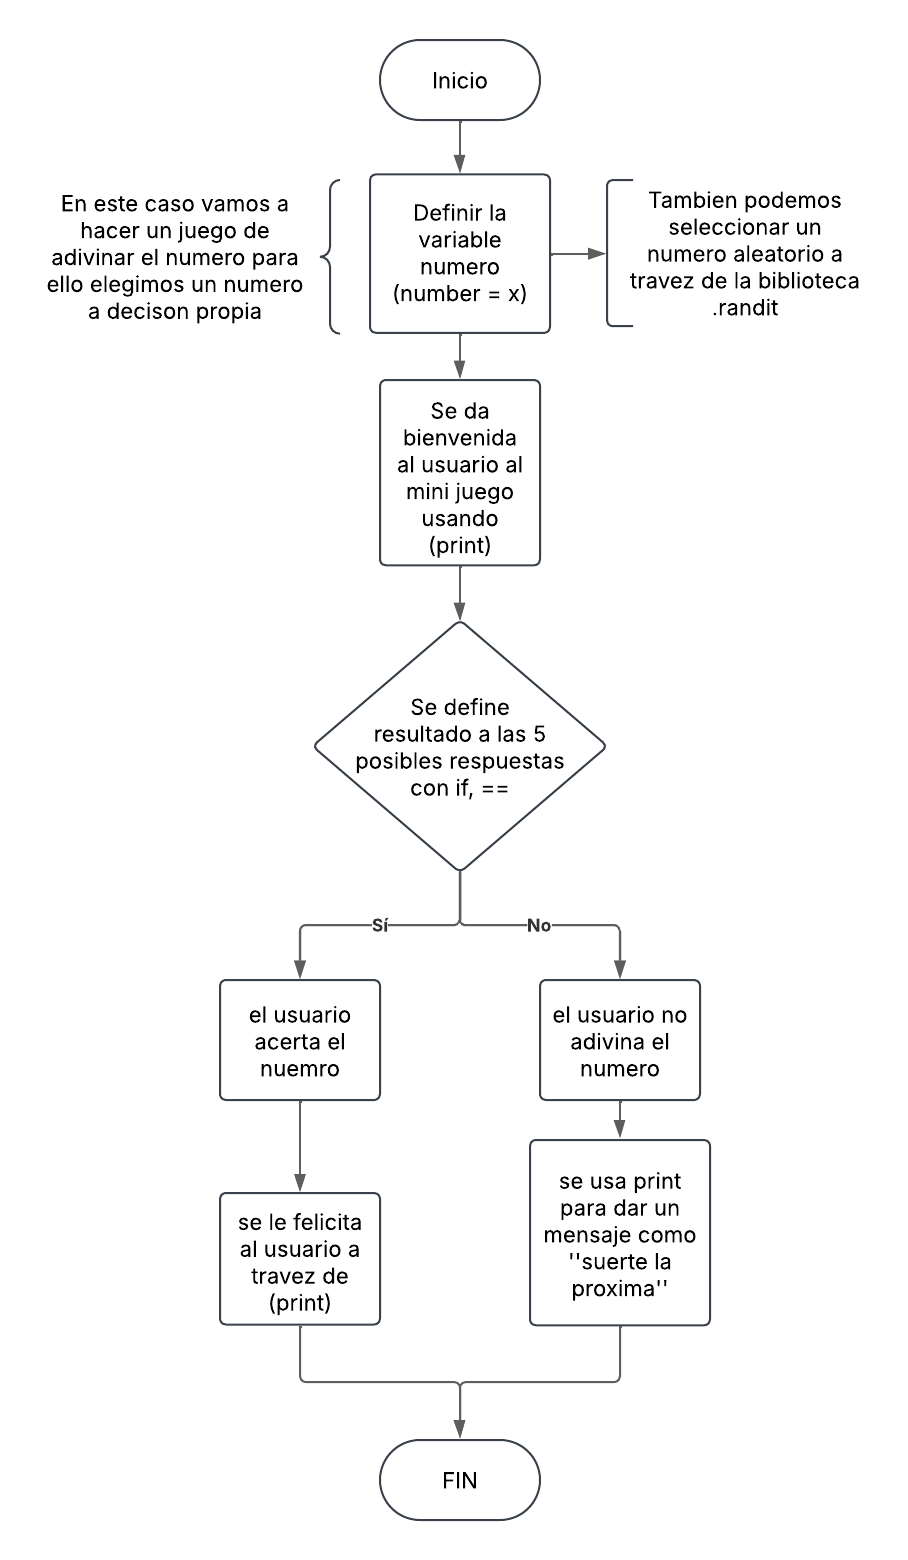 Inicio
En este caso vamos a
hacer un juego de
adivinar el numero para
ello elegimos un numero
a decison propia
Definir la
variable
numero
(number = x)
Tambien podemos
seleccionar un
numero aleatorio a
travez de la biblioteca
.randit
Se da
bienvenida
al usuario al
mini juego
usando
(print)
Se define
resultado a las 5
posibles respuestas
con if, ==
Sí
No
el usuario
acerta el
nuemro
el usuario no
adivina el
numero
se le felicita
al usuario a
travez de
(print)
se usa print
para dar un
mensaje como
''suerte la
proxima''
FIN